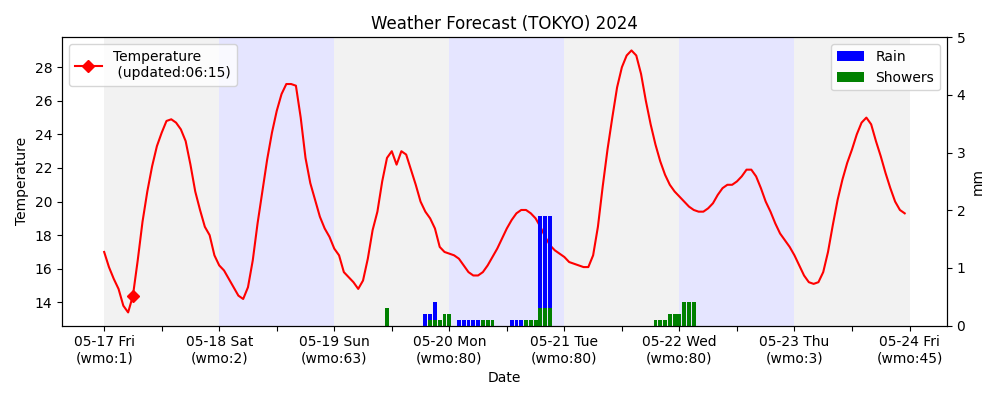 Weather Forecast (TOKYO) 2024
Temperature
(updated:06:15)
Rain
Showers
Temperature
28
26
24
22
20
18
16
14
5
4
3
2
1
0
mm
05-17 Fri
(wmo:1)
05-18 Sat
(wmo:2)
05-19 Sun
(wmo:63)
05-20 Mon
(wmo:80)
05-21 Tue
(wmo:80)
05-22 Wed
(wmo:80)
05-23 Thu
(wmo:3)
05-24 Fri
(wmo:45)
Date